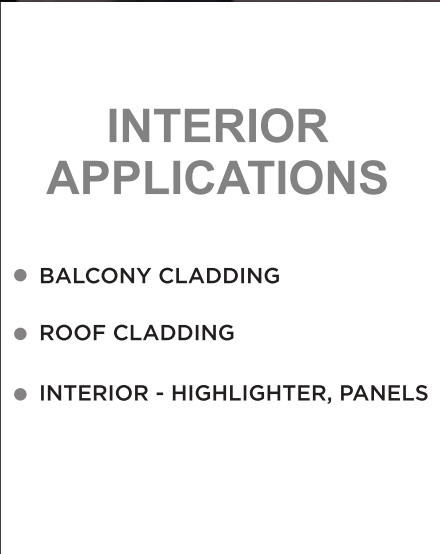 INTERIOR
APPLICATIONS
BALCONY CLADDING
ROOF CLADDING
INTERIOR - HIGHLIGHTER, PANELS